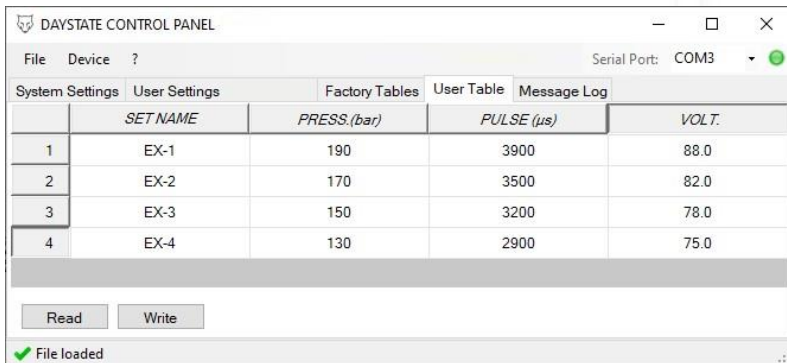 DAYSTATE CONTROL PANEL
File Device ? Serial Port: COM3
System Settings User Settings Factory Tables User Table Message Log
SET NAME PRESS.(bar) PULSE (µs) VOLT.
1 EX-1 190 3900 88.0
2 EX-2 170 3500 82.0
3 EX-3 150 3200 78.0
4 EX-4 130 2900 75.0
Read Write
File loaded